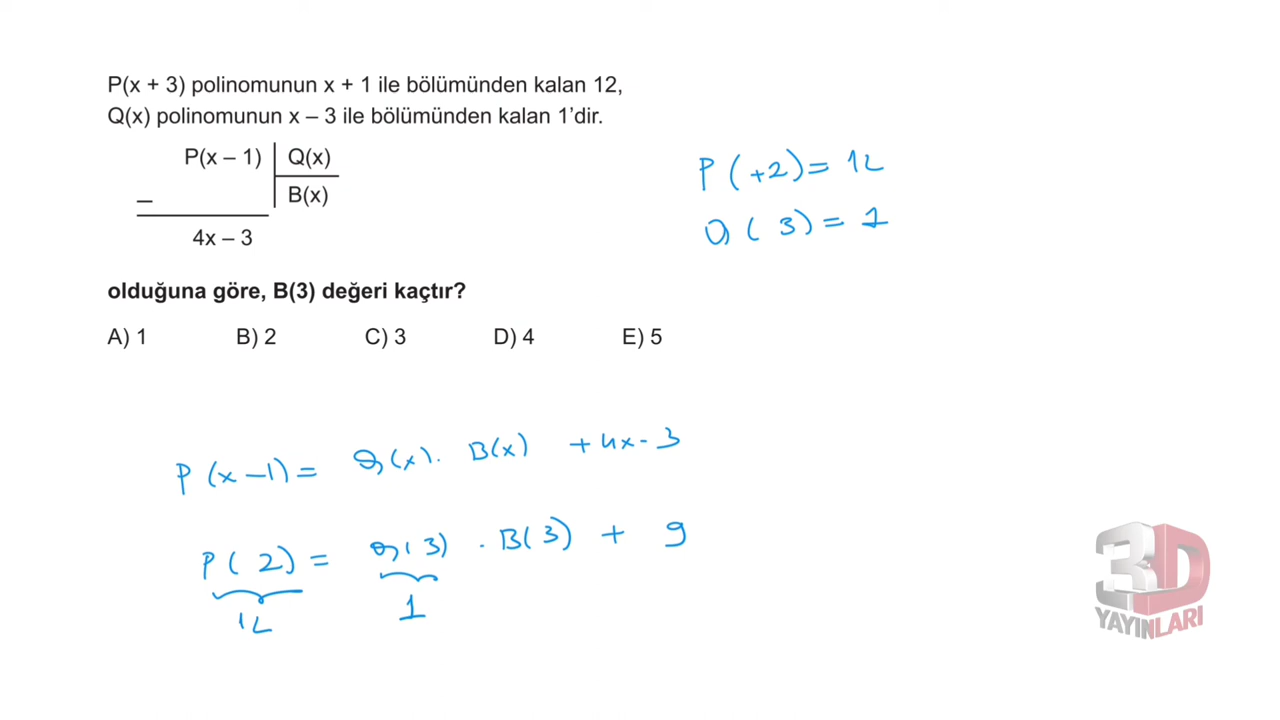 P(x + 3) polinomunun x + 1 ile bölümünden kalan 12,
Q(x) polinomunun x – 3 ile bölümünden kalan 1'dir.
P(x – 1) Q(x)
B(x)
–
4x – 3
P(+2) = 12
Q(3) = 1
olduğuna göre, B(3) değeri kaçtır?
A) 1 B) 2 C) 3 D) 4 E) 5
P(x-1) = Q(x). B(x) +4x-3
P(2) = Q(3) . B(3) + 9
12 1
3D
YAYINLARI